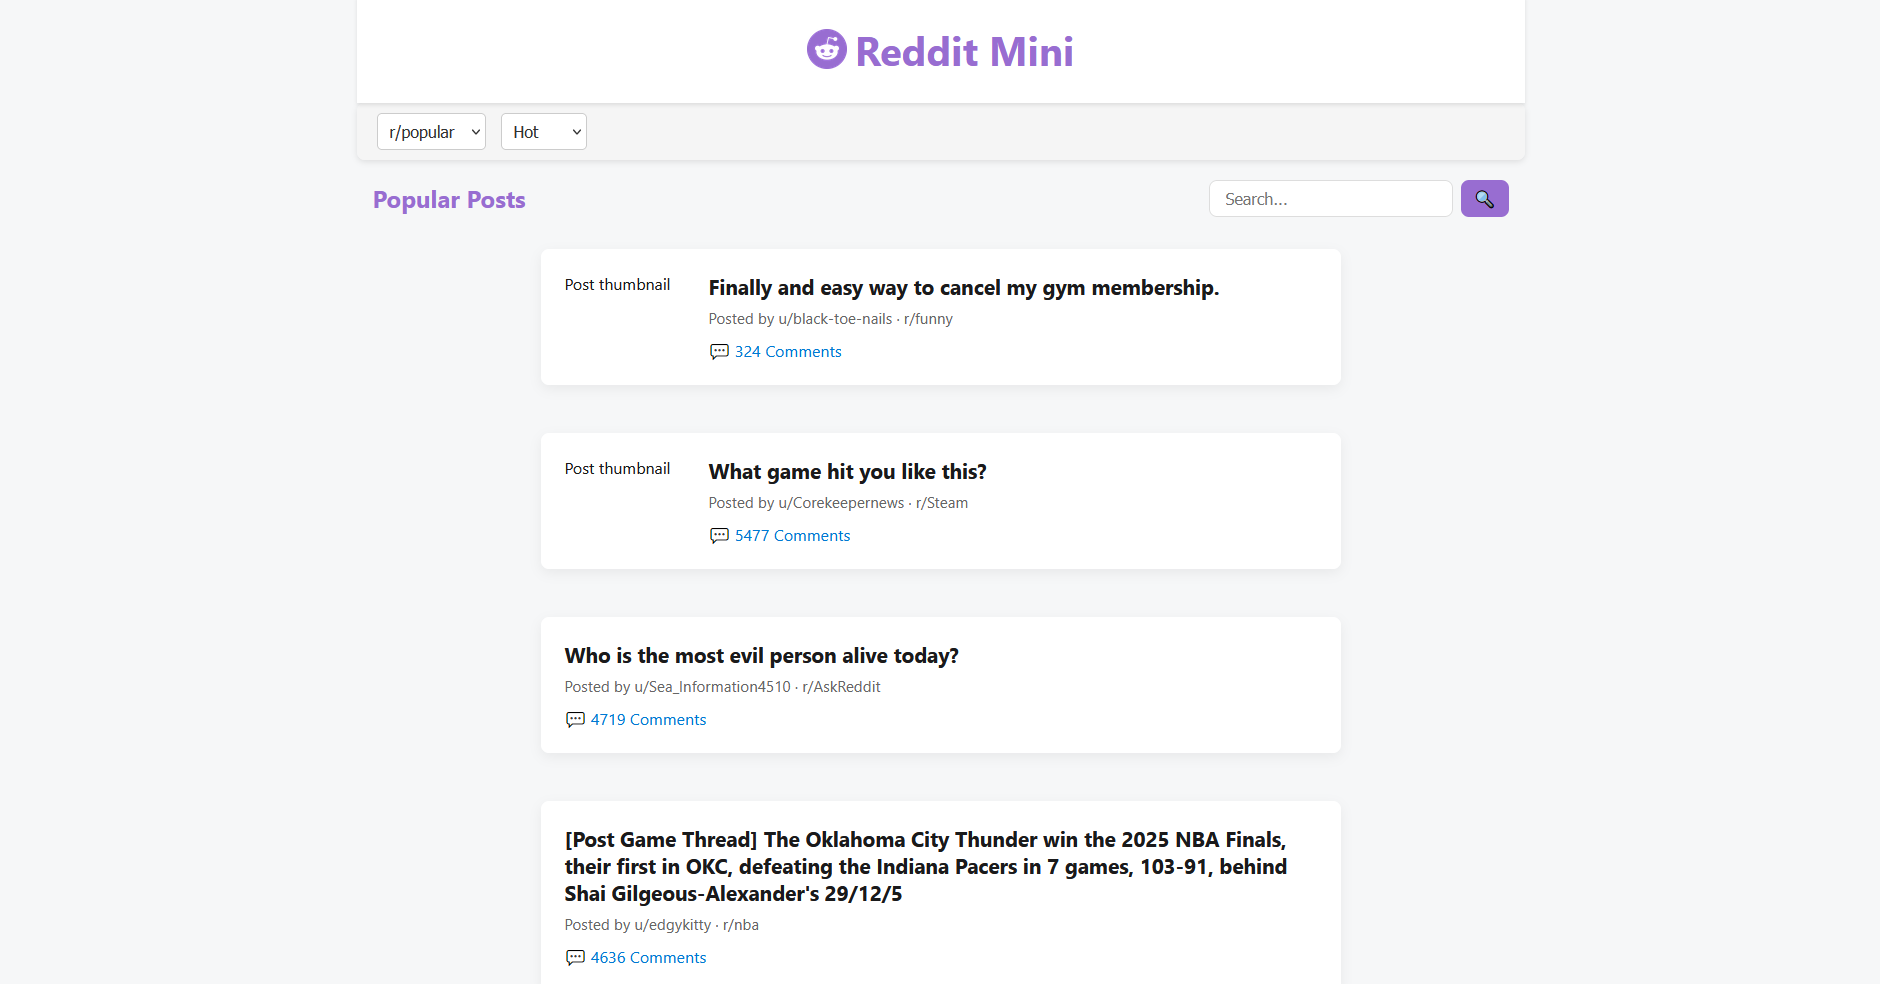 Reddit Mini
r/popular
Hot
Popular Posts
Search...
Post thumbnail
Finally and easy way to cancel my gym membership.
Posted by u/black-toe-nails · r/funny
324 Comments
Post thumbnail
What game hit you like this?
Posted by u/Corekeepernews · r/Steam
5477 Comments
Who is the most evil person alive today?
Posted by u/Sea_Information4510 · r/AskReddit
4719 Comments
[Post Game Thread] The Oklahoma City Thunder win the 2025 NBA Finals,
their first in OKC, defeating the Indiana Pacers in 7 games, 103-91, behind
Shai Gilgeous-Alexander's 29/12/5
Posted by u/edgykitty · r/nba
4636 Comments